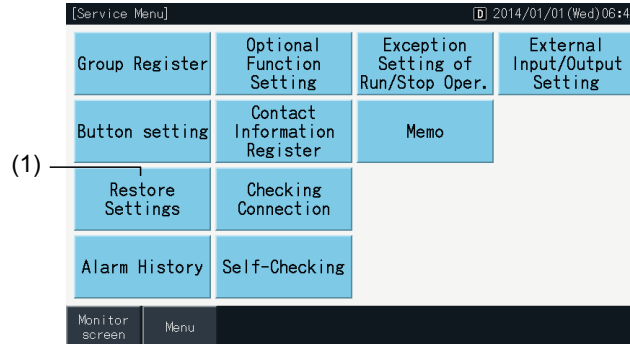 [Service Menu] D 2014/01/01(Wed)06:4
Group Register
Optional
Function
Setting
Exception
Setting of
Run/Stop Oper.
External
Input/Output
Setting
Button setting
Contact
Information
Register
Memo
(1)
Restore
Settings
Checking
Connection
Alarm History
Self-Checking
Monitor
screen
Menu